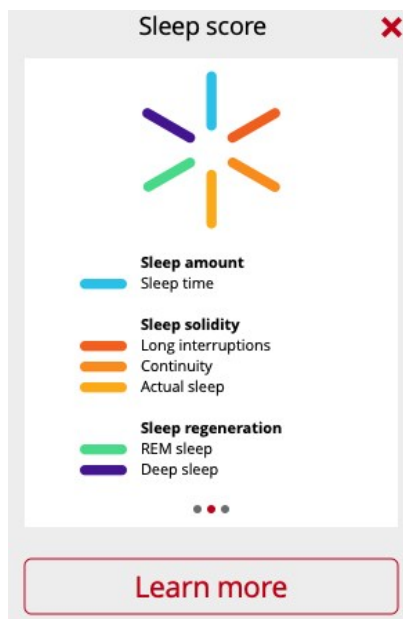 Sleep score
Sleep amount
Sleep time
Sleep solidity
Long interruptions
Continuity
Actual sleep
Sleep regeneration
REM sleep
Deep sleep
Learn more